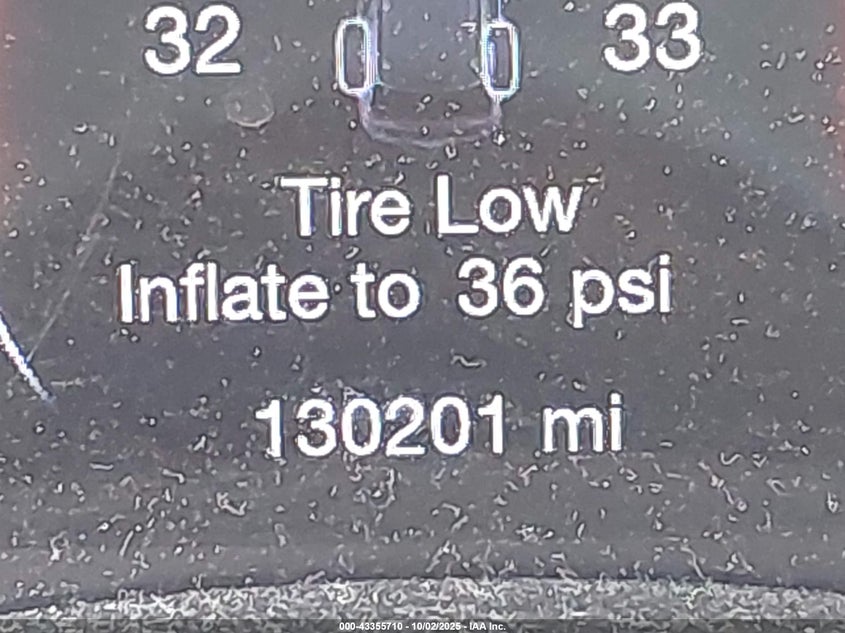 32 33
Tire Low
Inflate to 36 psi
130201 mi
000-43355710 - 10/02/2025 - IAA Inc.